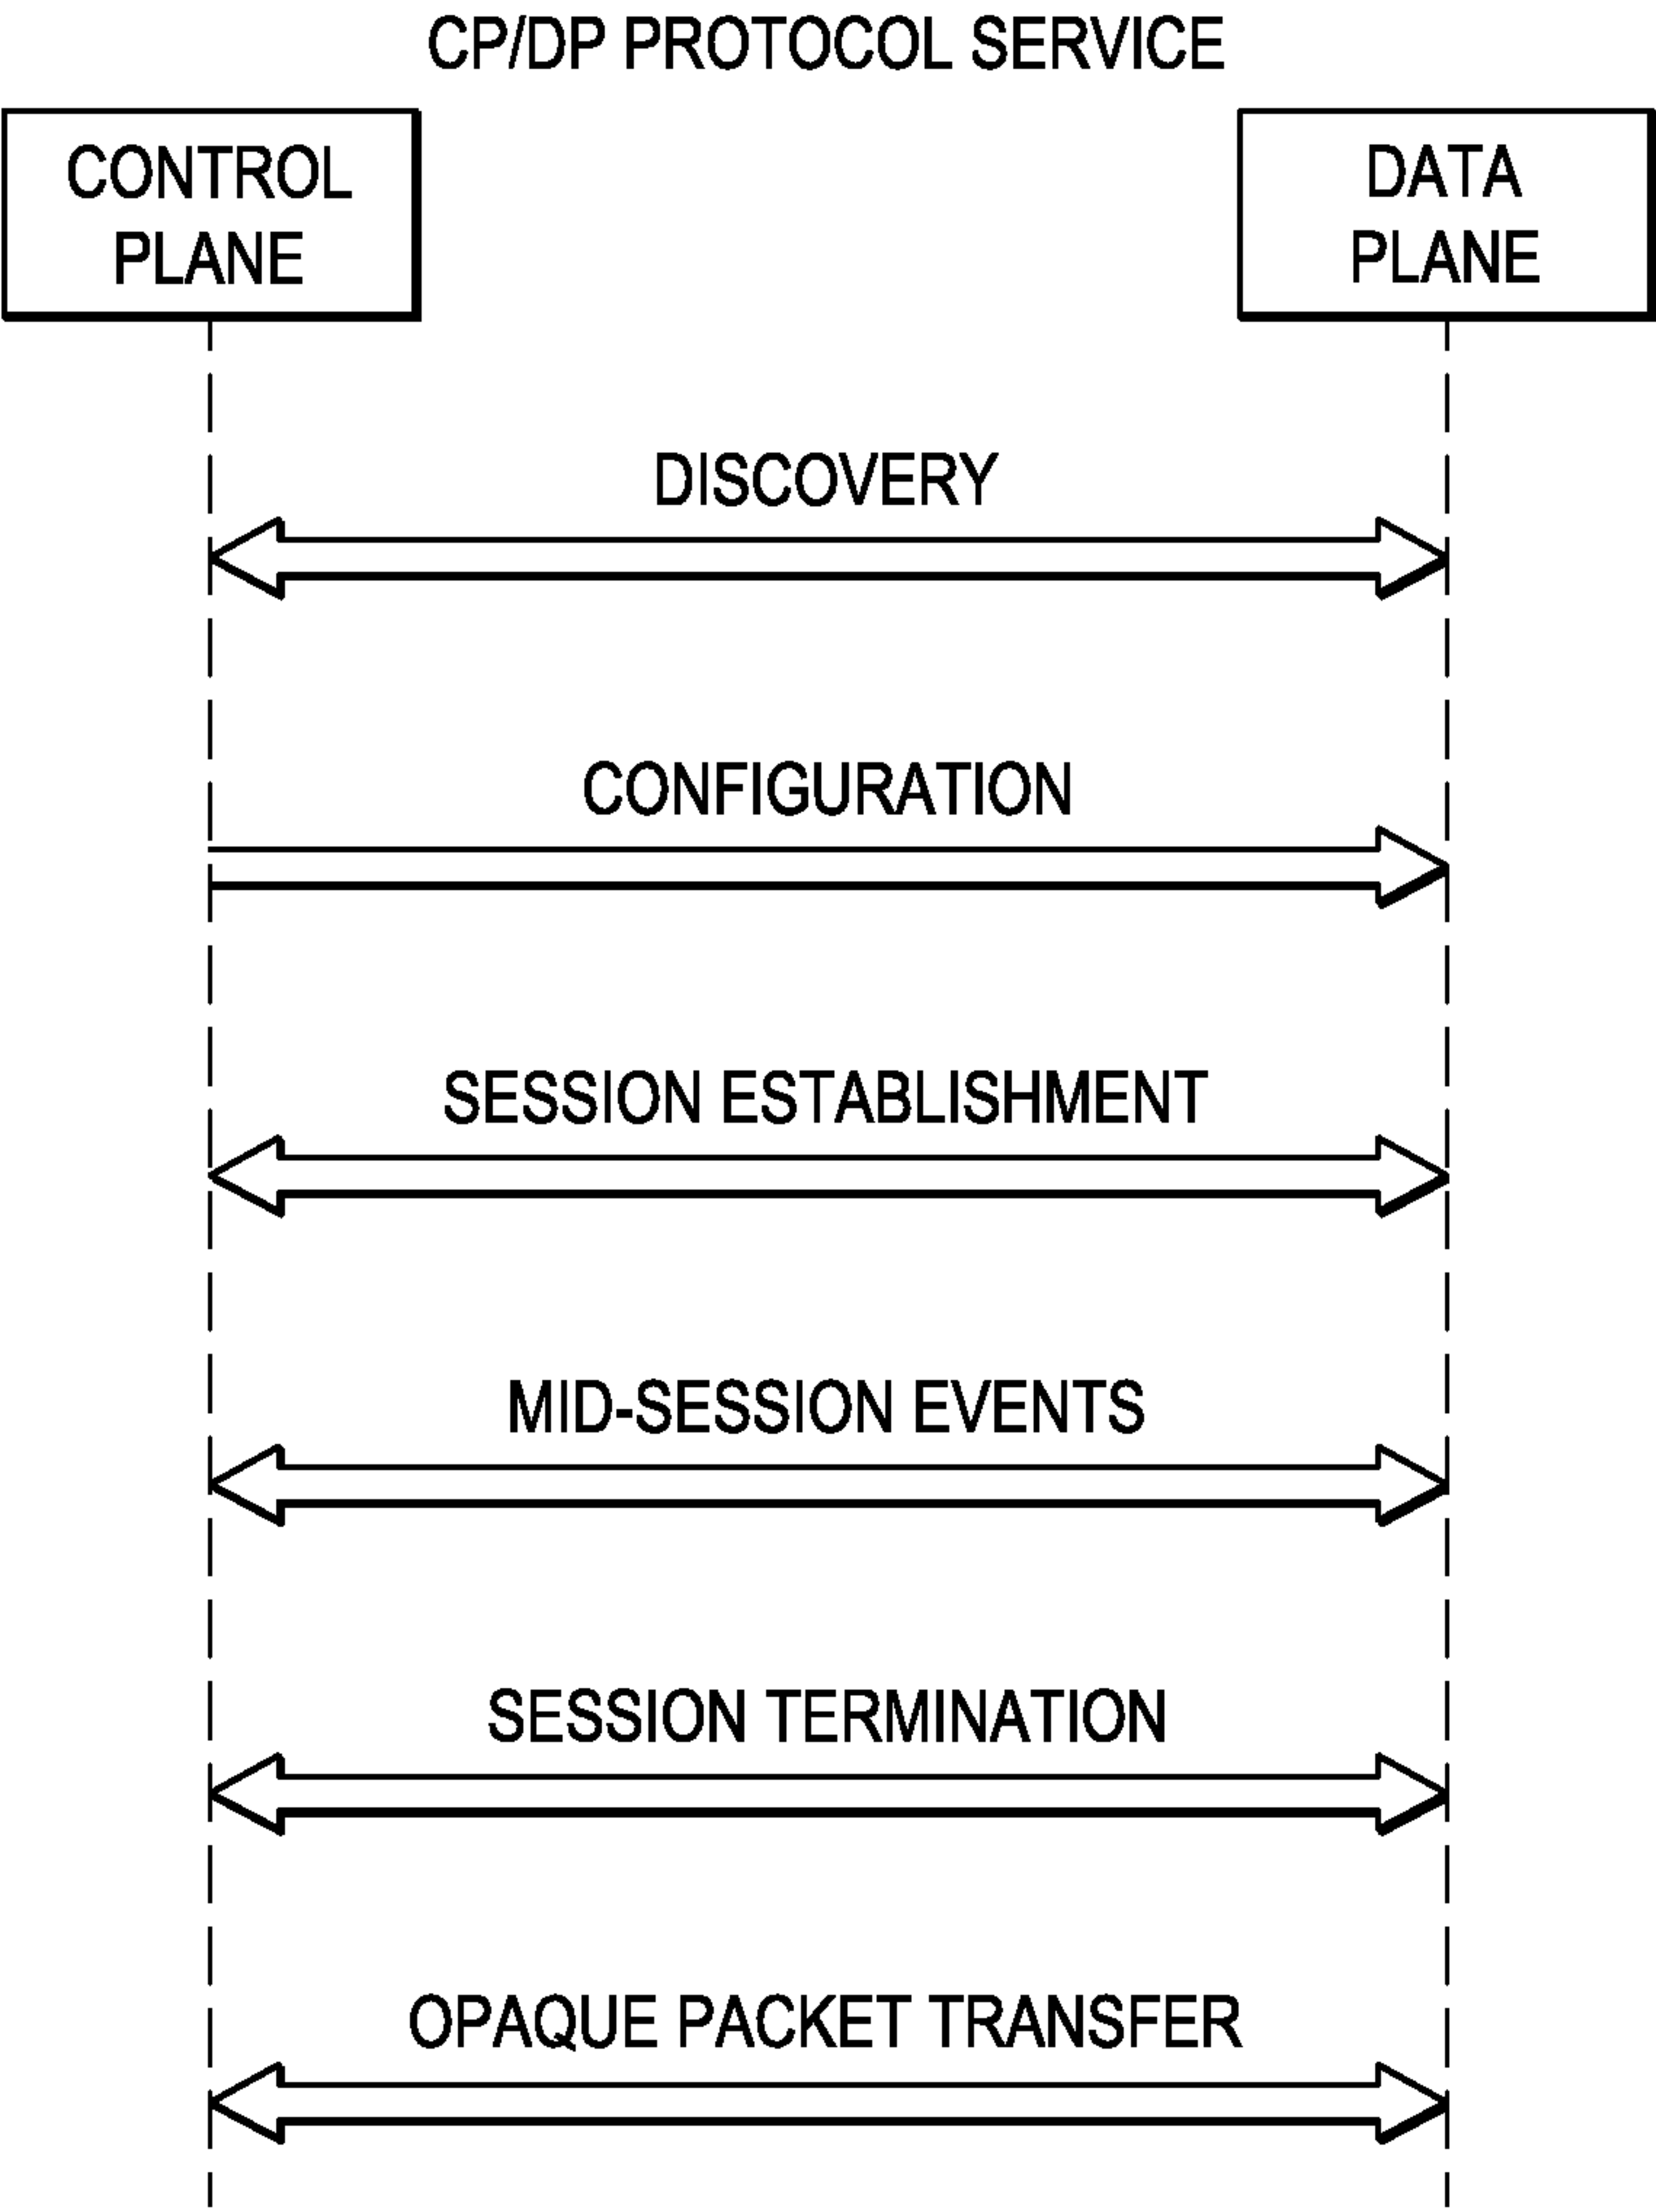 CP/DP PROTOCOL SERVICE
CONTROL
PLANE
DATA
PLANE
DISCOVERY
CONFIGURATION
SESSION ESTABLISHMENT
MID-SESSION EVENTS
SESSION TERMINATION
OPAQUE PACKET TRANSFER